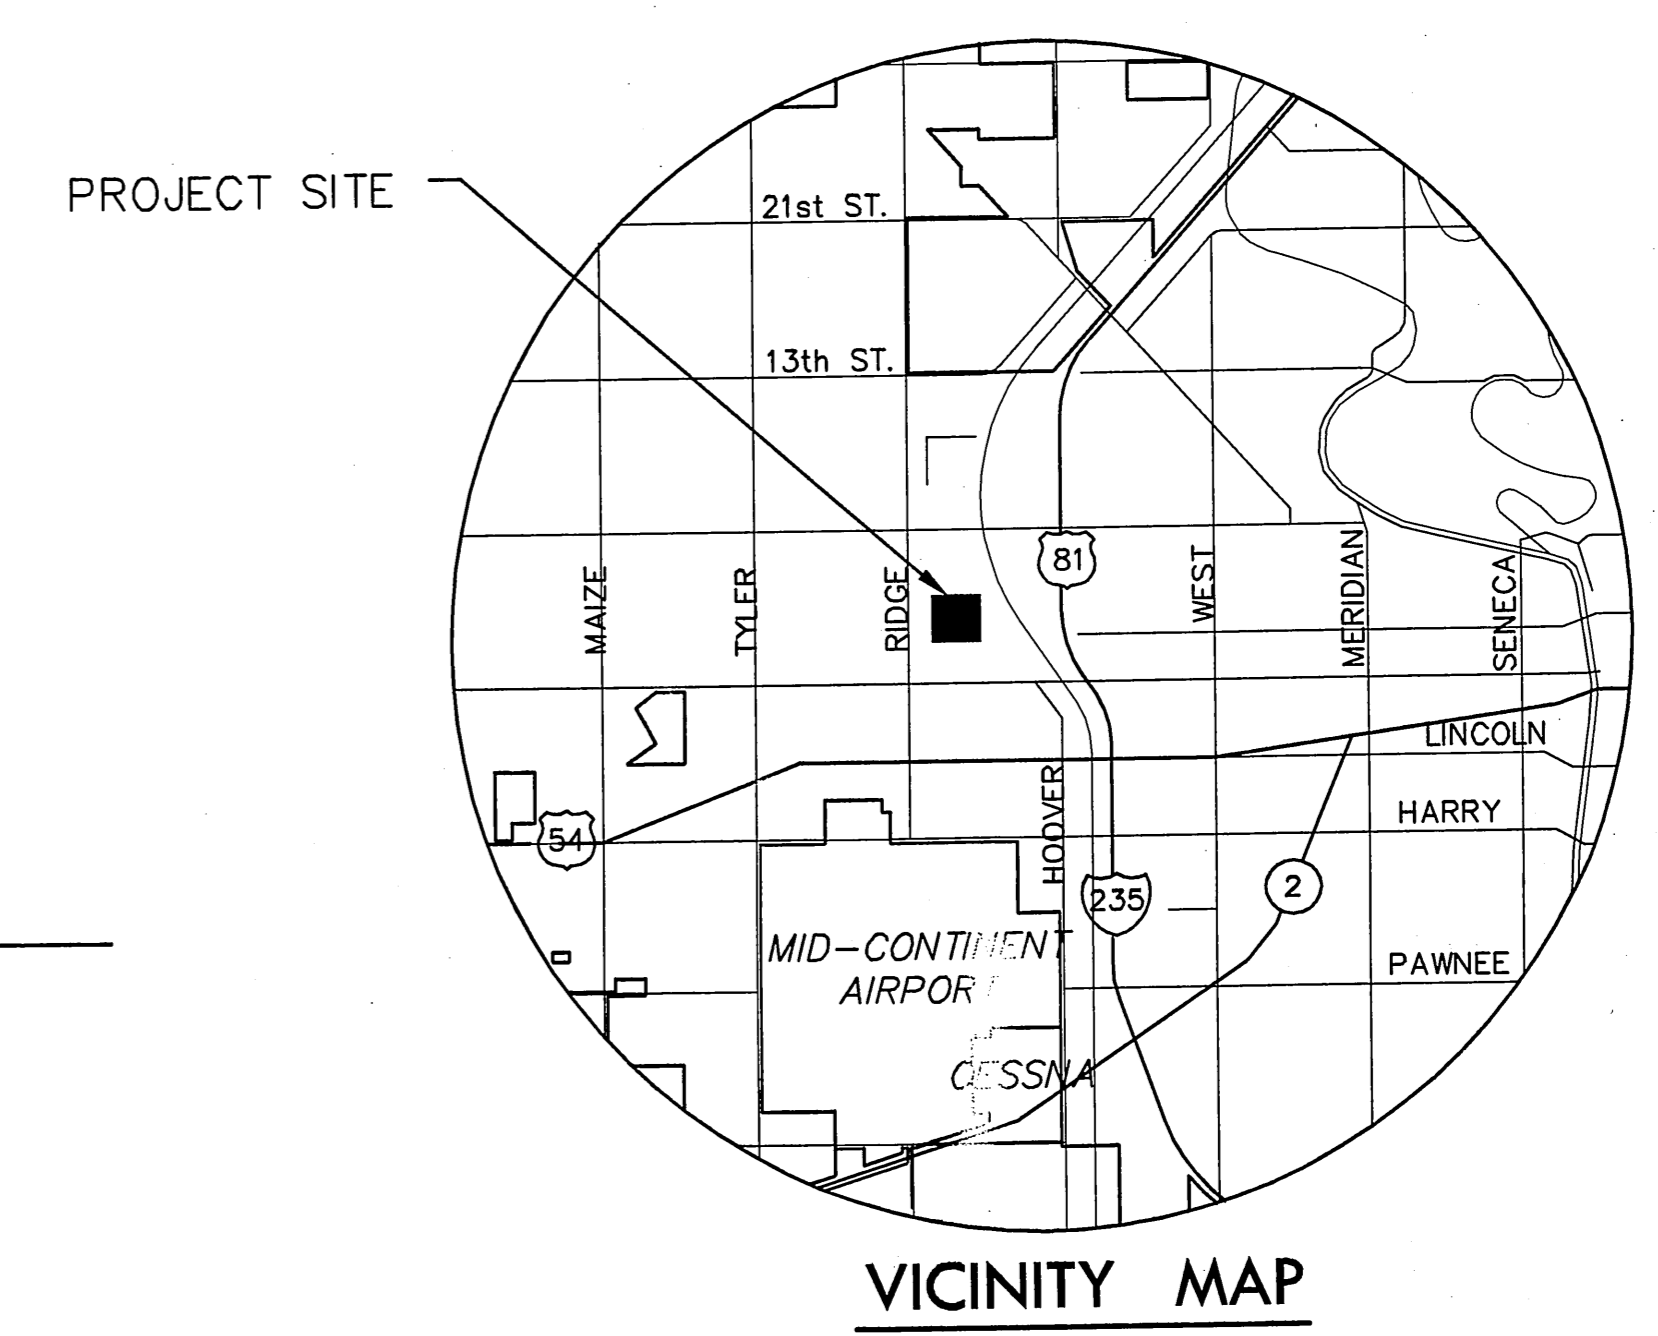 PROJECT SITE
21st ST.
13th ST.
81
MAIZE
TYLER
RIDGE
WEST
MERIDIAN
SENECA
LINCOLN
HARRY
54
HOOVER
235
2
MID-CONTINENT
AIRPORT
PAWNEE
CESSNA
VICINITY MAP